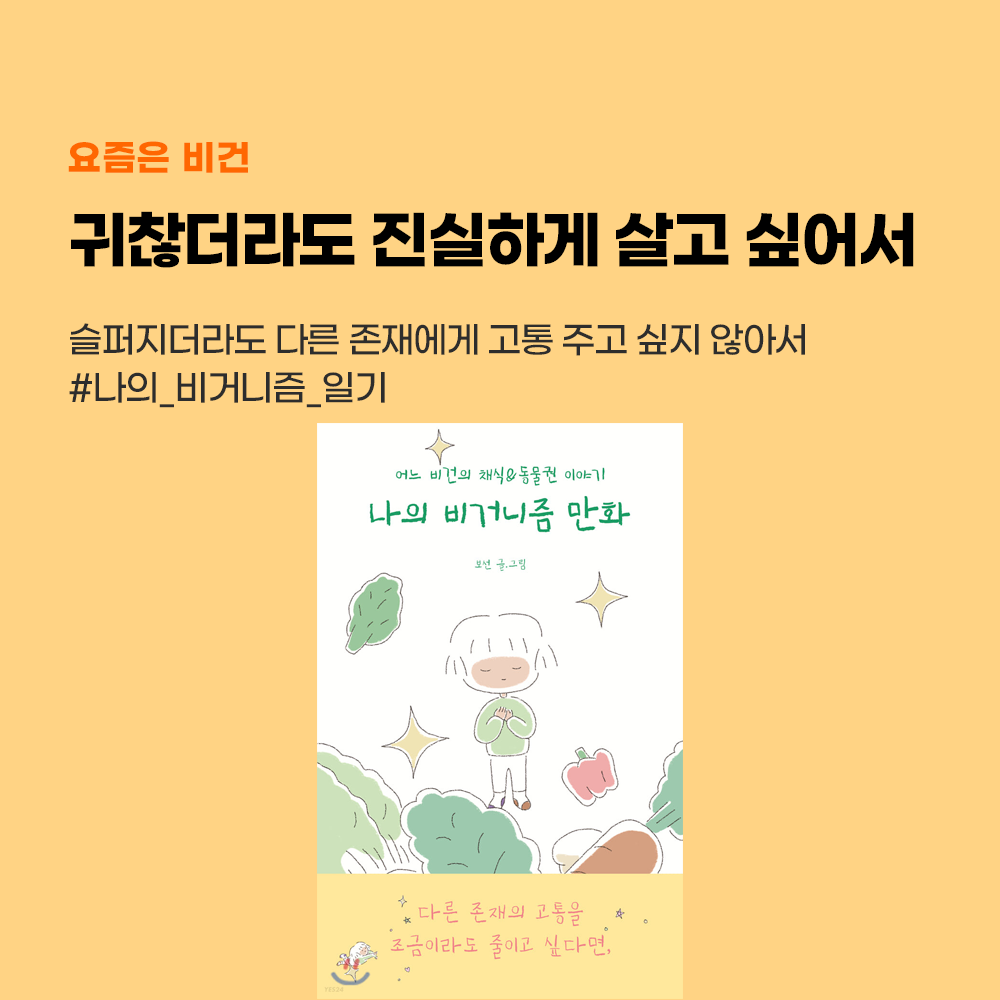 요즘은 비건
귀찮더라도 진실하게 살고 싶어서
슬퍼지더라도 다른 존재에게 고통 주고 싶지 않아서
#나의_비거니즘_일기
어느 비건의 채식&동물권 이야기
나의 비거니즘 만화
보선 글.그림
다른 존재의 고통을
조금이라도 줄이고 싶다면,